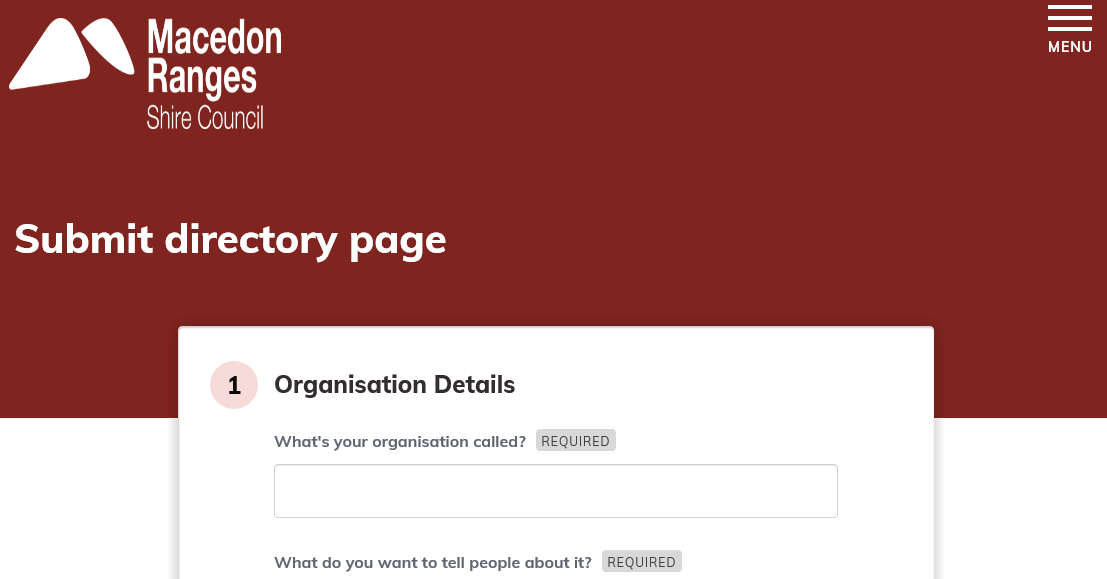 Macedon
Ranges
Shire Council
MENU
Submit directory page
1 Organisation Details
What's your organisation called? REQUIRED
What do you want to tell people about it? REQUIRED